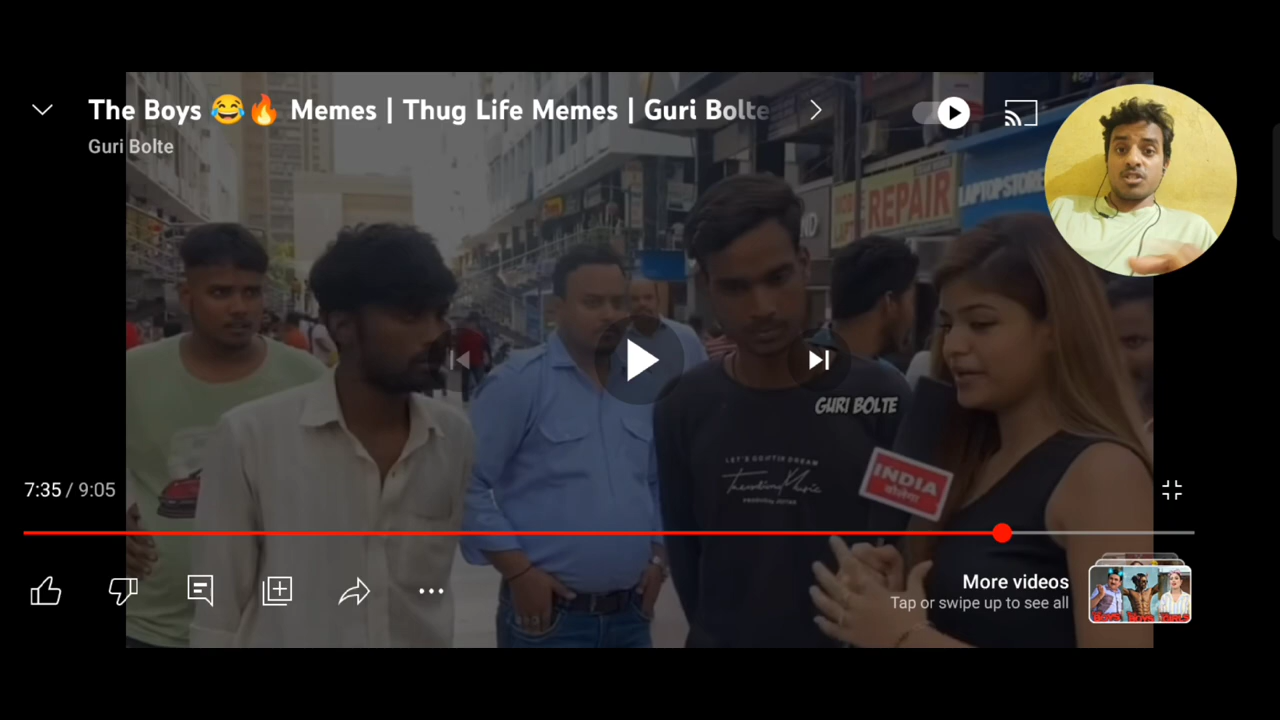 The Boys 😂🔥 Memes | Thug Life Memes | Guri Bolte
Guri Bolte
REPAIR
LAPTOPSTORE
GURI BOLTE
INDIA
7:35 / 9:05
More videos
Tap or swipe up to see all